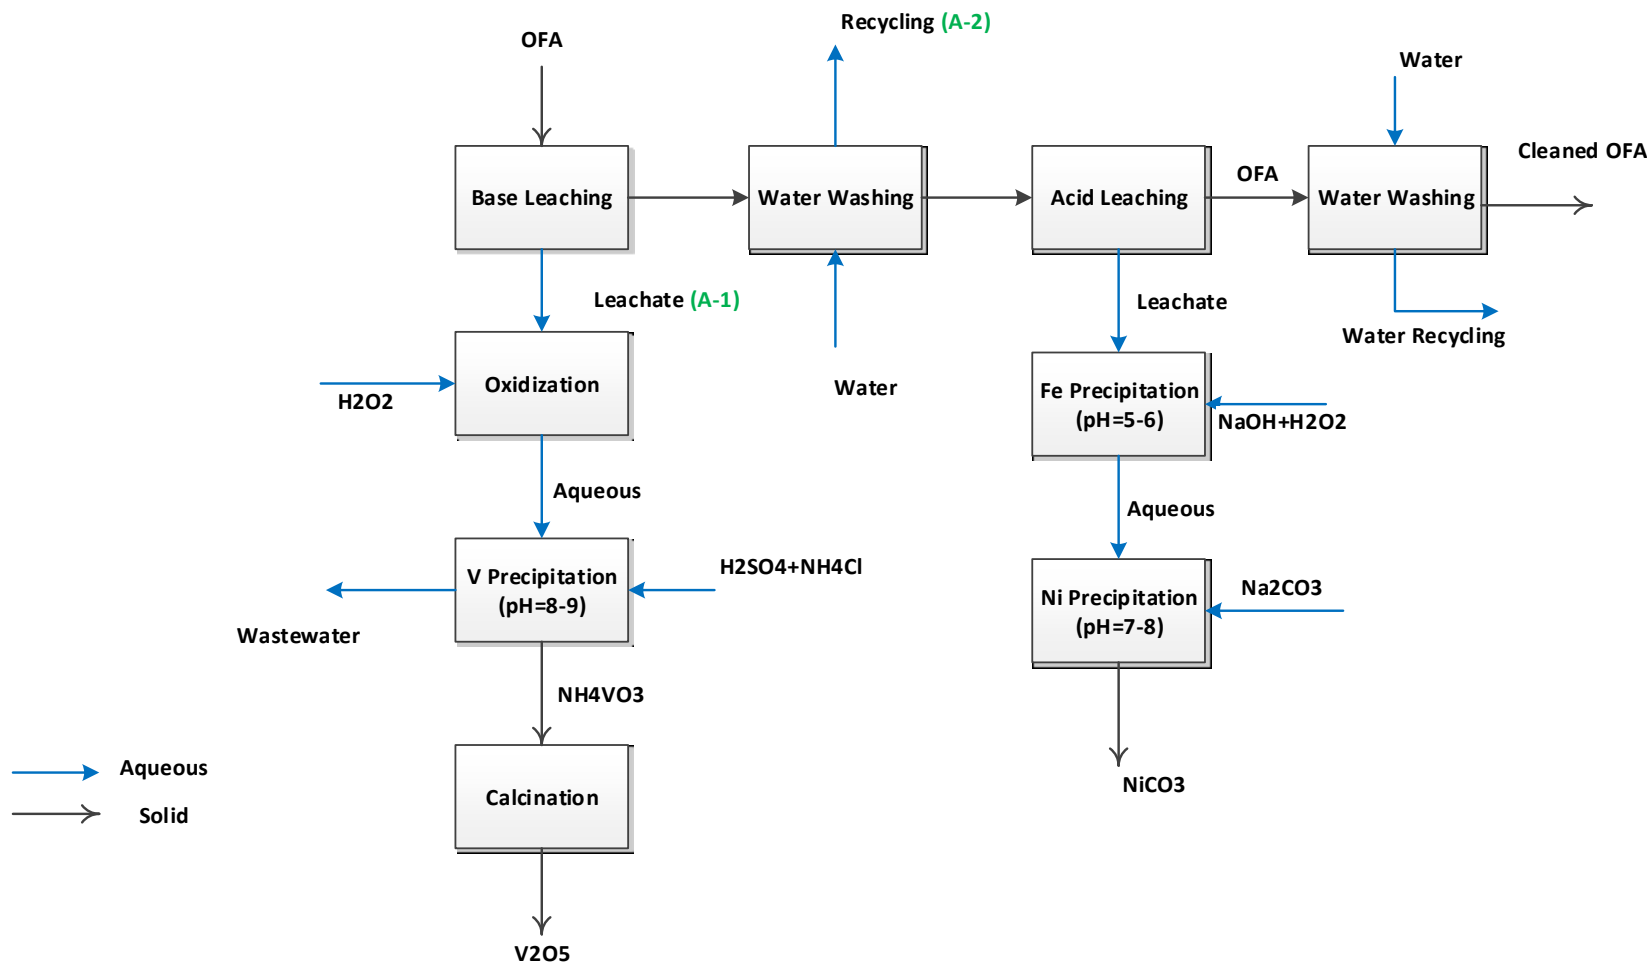 Recycling (A-2)
OFA
Water
Cleaned OFA
Base Leaching
Water Washing
Acid Leaching
OFA
Water Washing
Leachate (A-1)
Leachate
Water Recycling
Oxidization
H2O2
Water
Fe Precipitation
(pH=5-6)
NaOH+H2O2
Aqueous
Aqueous
V Precipitation
(pH=8-9)
H2SO4+NH4Cl
Ni Precipitation
(pH=7-8)
Na2CO3
Wastewater
NH4VO3
Aqueous
Solid
Calcination
NiCO3
V2O5